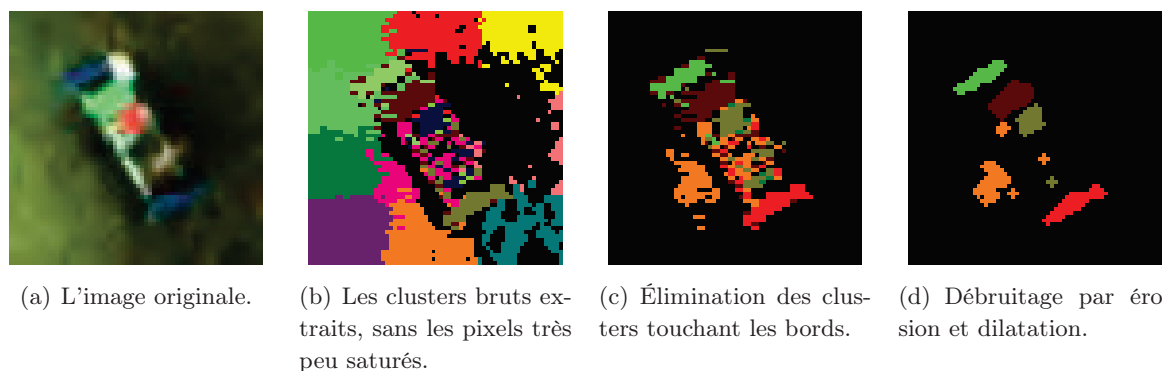 (a) L'image originale.
(b) Les clusters bruts ex-
traits, sans les pixels très
peu saturés.
(c) Élimination des clus-
ters touchant les bords.
(d) Débruitage par éro
sion et dilatation.